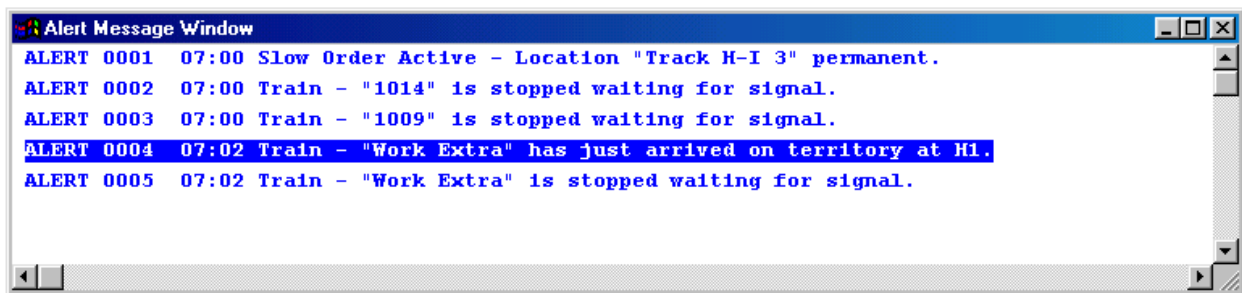 Alert Message Window
ALERT 0001 07:00 Slow Order Active - Location "Track H-I 3" permanent.
ALERT 0002 07:00 Train - "1014" is stopped waiting for signal.
ALERT 0003 07:00 Train - "1009" is stopped waiting for signal.
ALERT 0004 07:02 Train - "Work Extra" has just arrived on territory at H1.
ALERT 0005 07:02 Train - "Work Extra" is stopped waiting for signal.